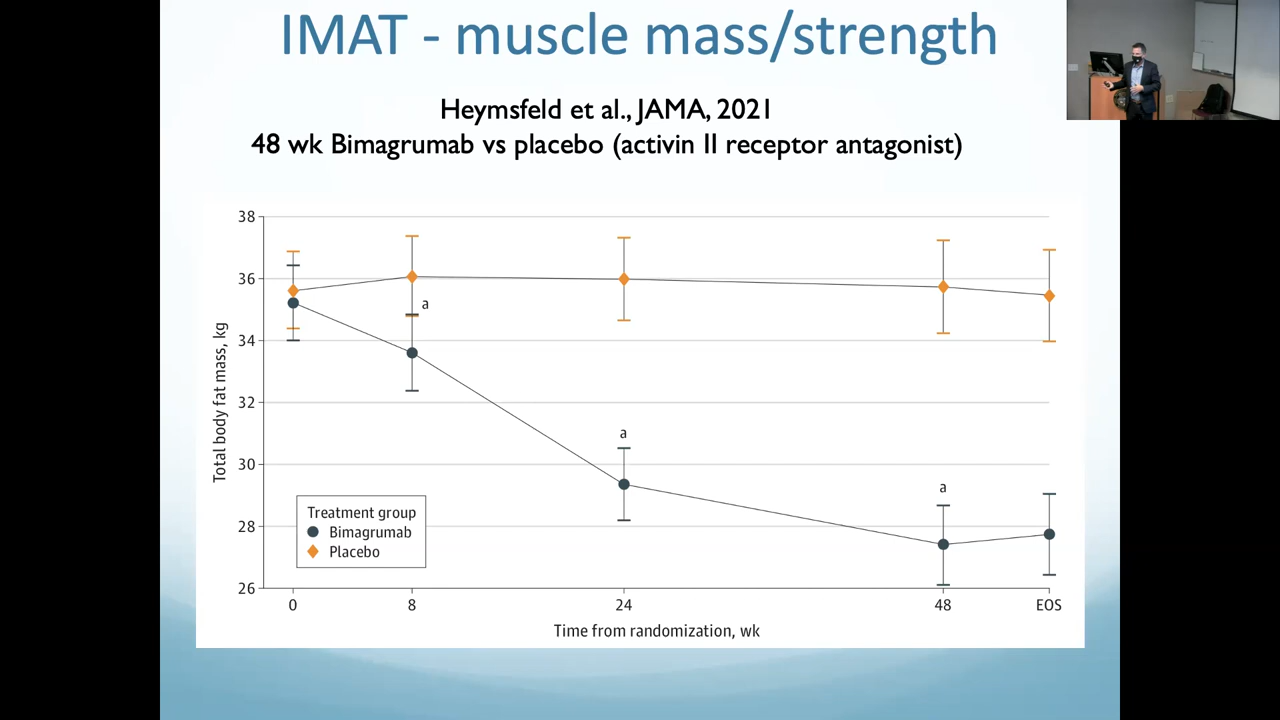 IMAT - muscle mass/strength
Heymsfeld et al., JAMA, 2021
48 wk Bimagrumab vs placebo (activin II receptor antagonist)
38
36
34
32
30
28
26
Total body fat mass, kg
a
a
a
Treatment group
Bimagrumab
Placebo
0 8 24 48 EOS
Time from randomization, wk